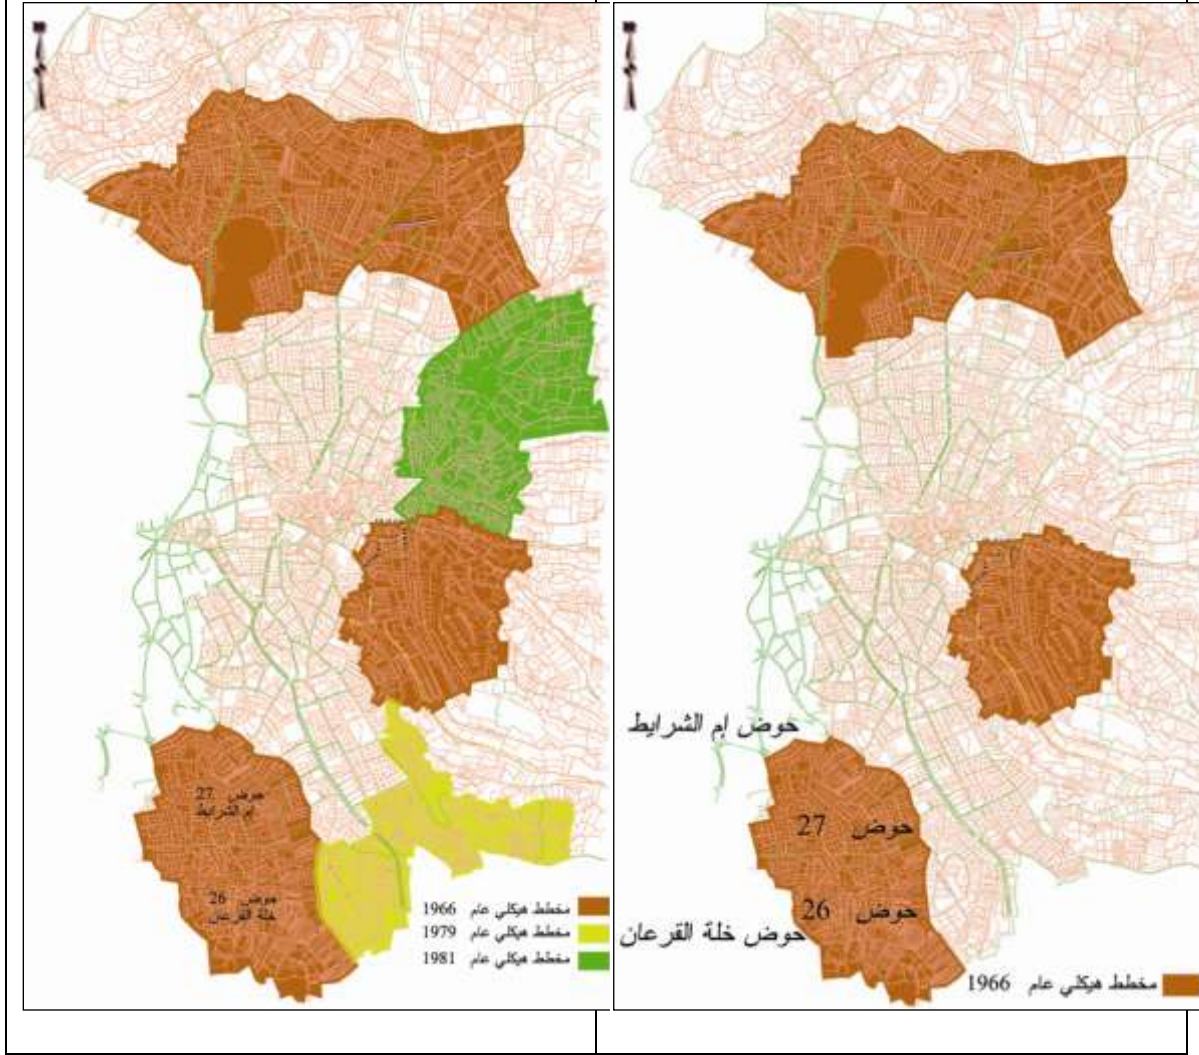 حوض 27
إم الشرايط
حوض 26
خلة القرعان
مخطط هيكلي عام 1966
مخطط هيكلي عام 1979
مخطط هيكلي عام 1981
حوض إم الشرايط
حوض 27
حوض 26
حوض خلة القرعان
مخطط هيكلي عام 1966